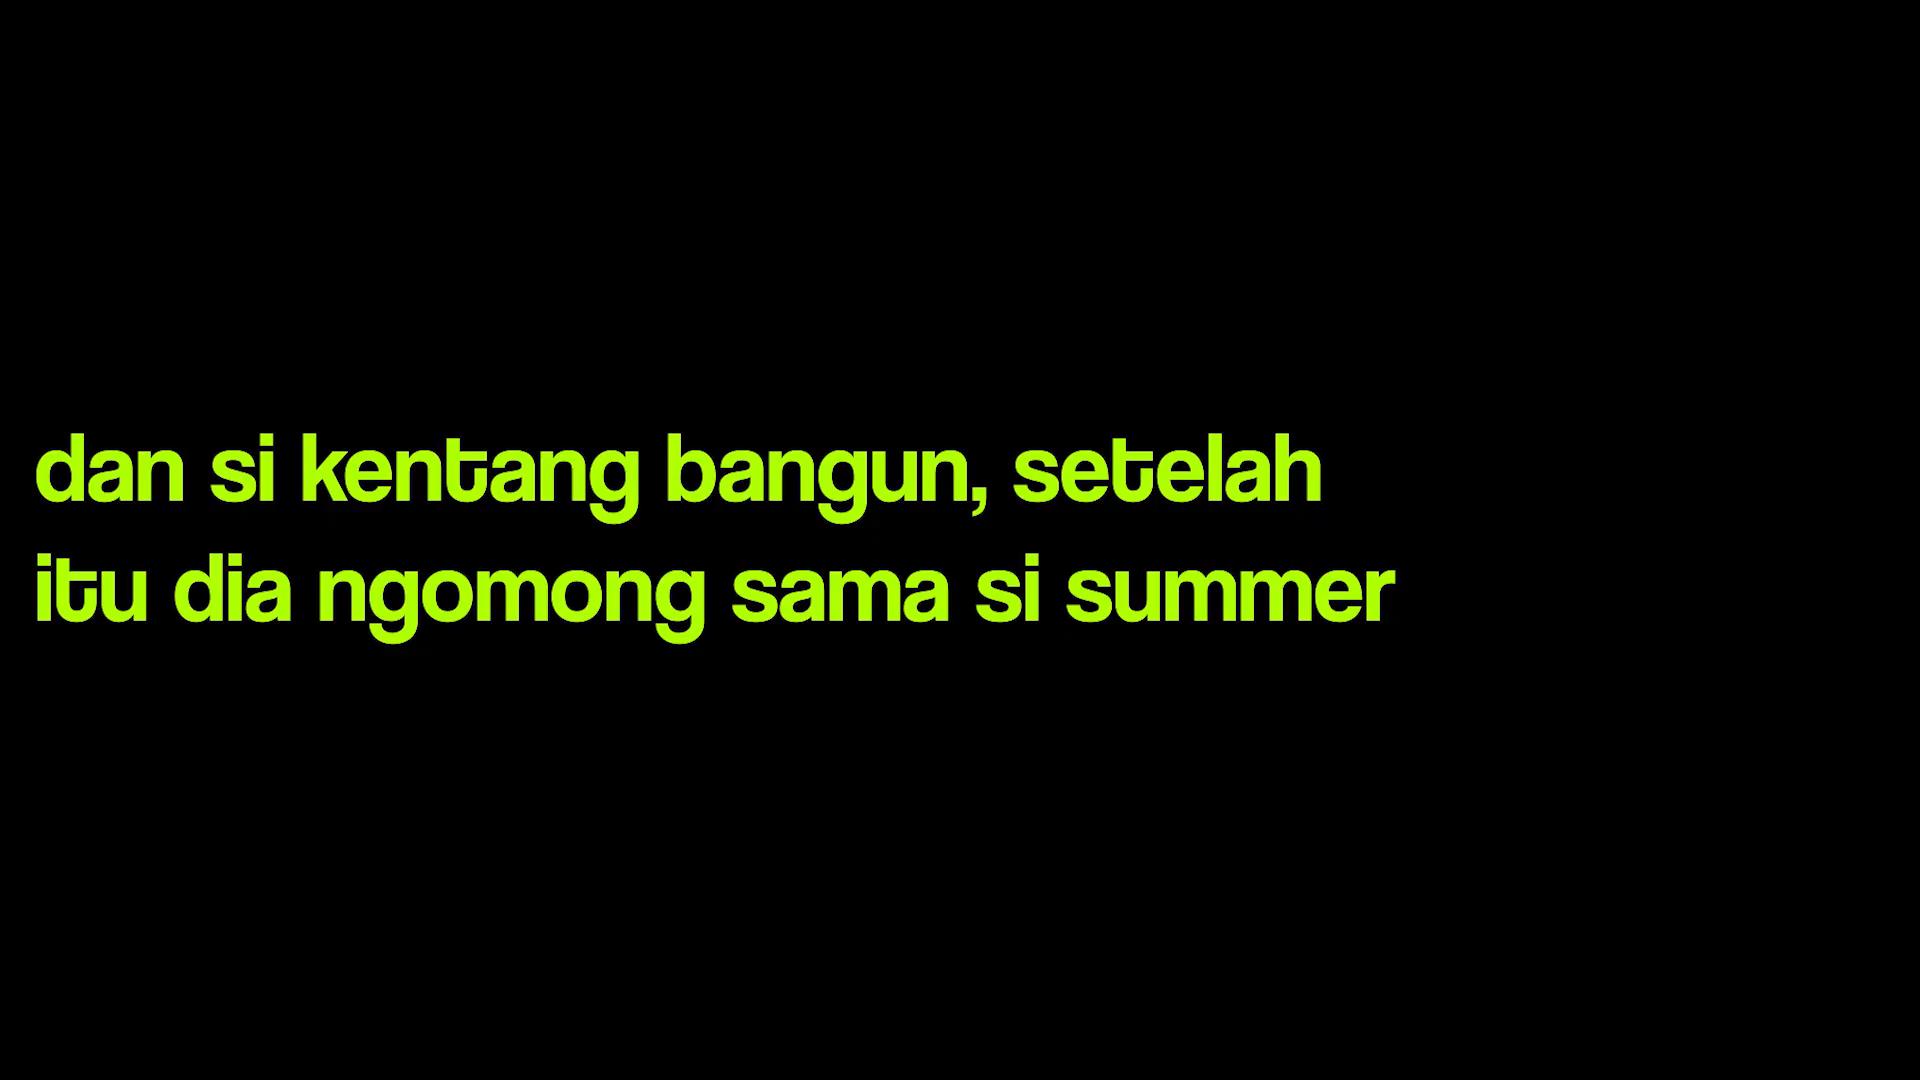 dan si kentang bangun, setelah
itu dia ngomong sama si summer